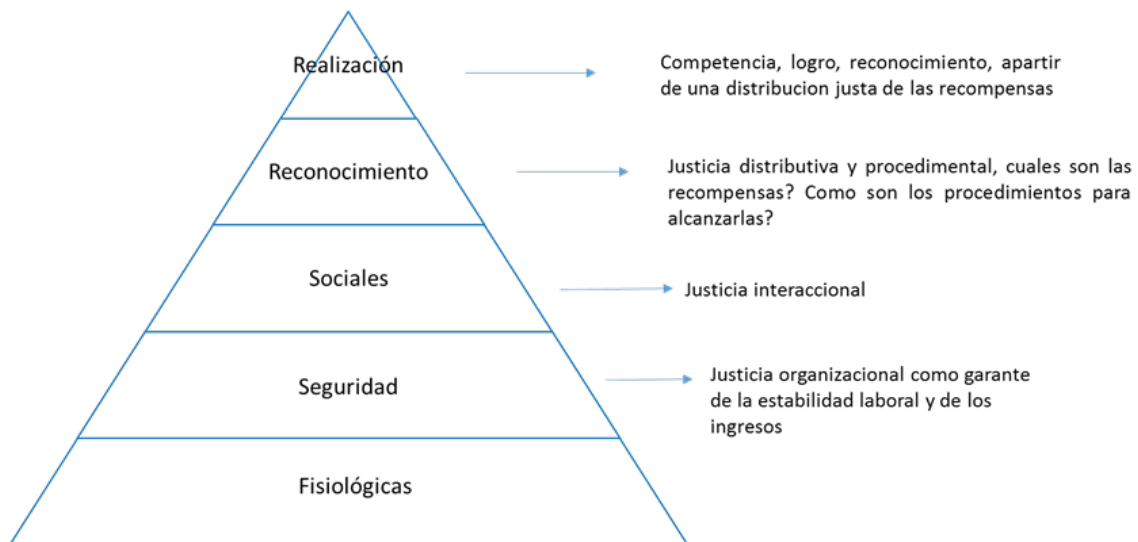 Realización
Competencia, logro, reconocimiento, apartir
de una distribucion justa de las recompensas
Reconocimiento
Justicia distributiva y procedimental, cuales son las
recompensas? Como son los procedimientos para
alcanzarlas?
Sociales
Justicia interaccional
Seguridad
Justicia organizacional como garante
de la estabilidad laboral y de los
ingresos
Fisiológicas